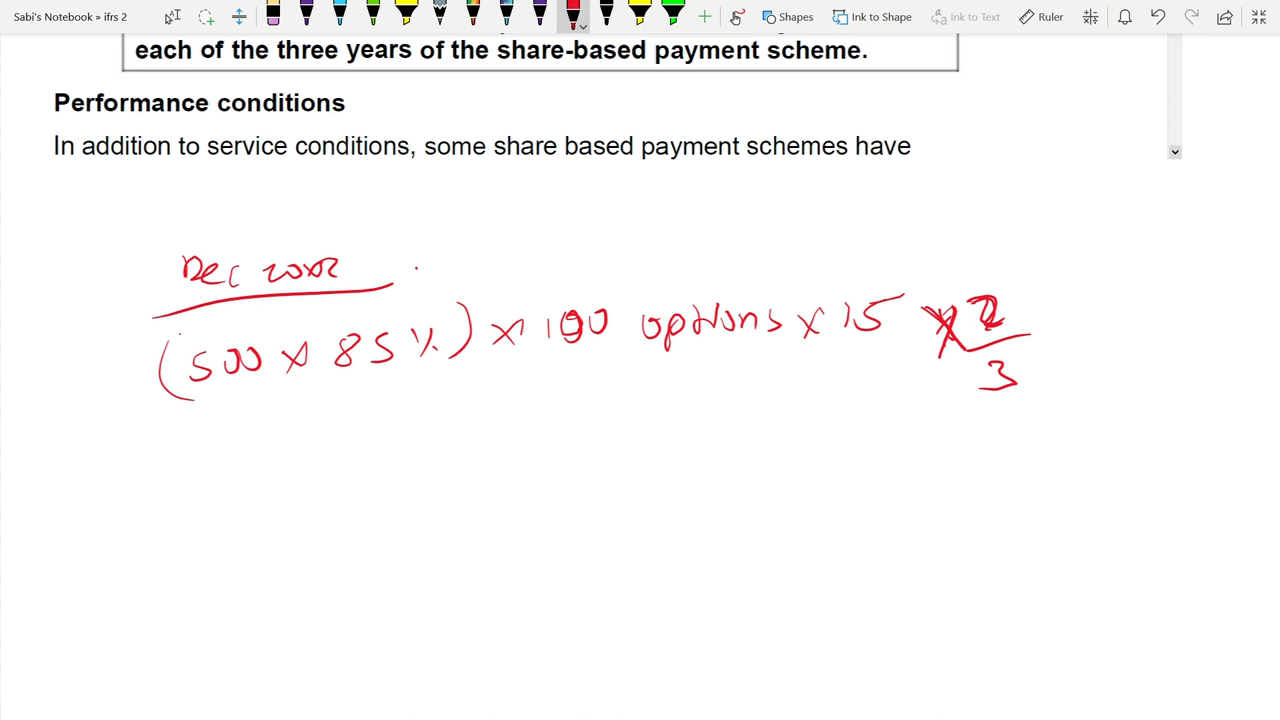 Sabi's Notebook » ifrs 2
Shapes
Ink to Shape
Ink to Text
Ruler
each of the three years of the share-based payment scheme.
Performance conditions
In addition to service conditions, some share based payment schemes have
Dec 20x2
(500 × 85%) × 100 options × 15 × 2
3